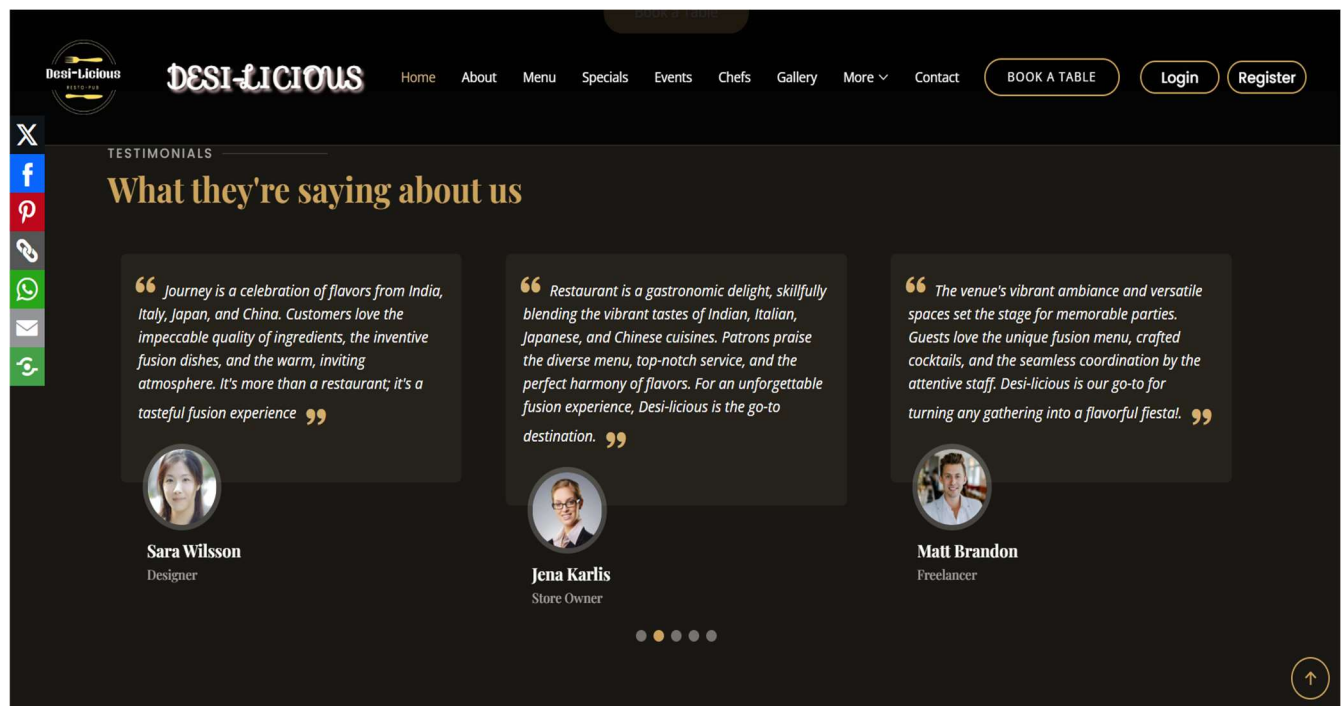 Book a Table
Desi-Licious
RESTO-PUB
DESI-LICIOUS
Home
About
Menu
Specials
Events
Chefs
Gallery
More
Contact
BOOK A TABLE
Login
Register
TESTIMONIALS
What they're saying about us
“ Journey is a celebration of flavors from India,
Italy, Japan, and China. Customers love the
impeccable quality of ingredients, the inventive
fusion dishes, and the warm, inviting
atmosphere. It's more than a restaurant; it's a
tasteful fusion experience ”
Sara Wilsson
Designer
“ Restaurant is a gastronomic delight, skillfully
blending the vibrant tastes of Indian, Italian,
Japanese, and Chinese cuisines. Patrons praise
the diverse menu, top-notch service, and the
perfect harmony of flavors. For an unforgettable
fusion experience, Desi-licious is the go-to
destination. ”
Jena Karlis
Store Owner
“ The venue's vibrant ambiance and versatile
spaces set the stage for memorable parties.
Guests love the unique fusion menu, crafted
cocktails, and the seamless coordination by the
attentive staff. Desi-licious is our go-to for
turning any gathering into a flavorful fiesta!. ”
Matt Brandon
Freelancer